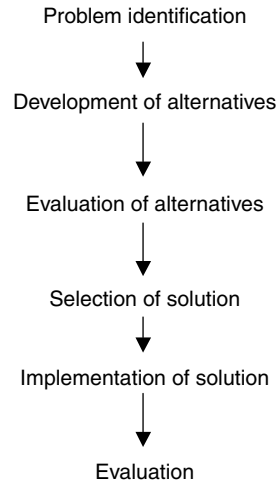 Problem identification
Development of alternatives
Evaluation of alternatives
Selection of solution
Implementation of solution
Evaluation